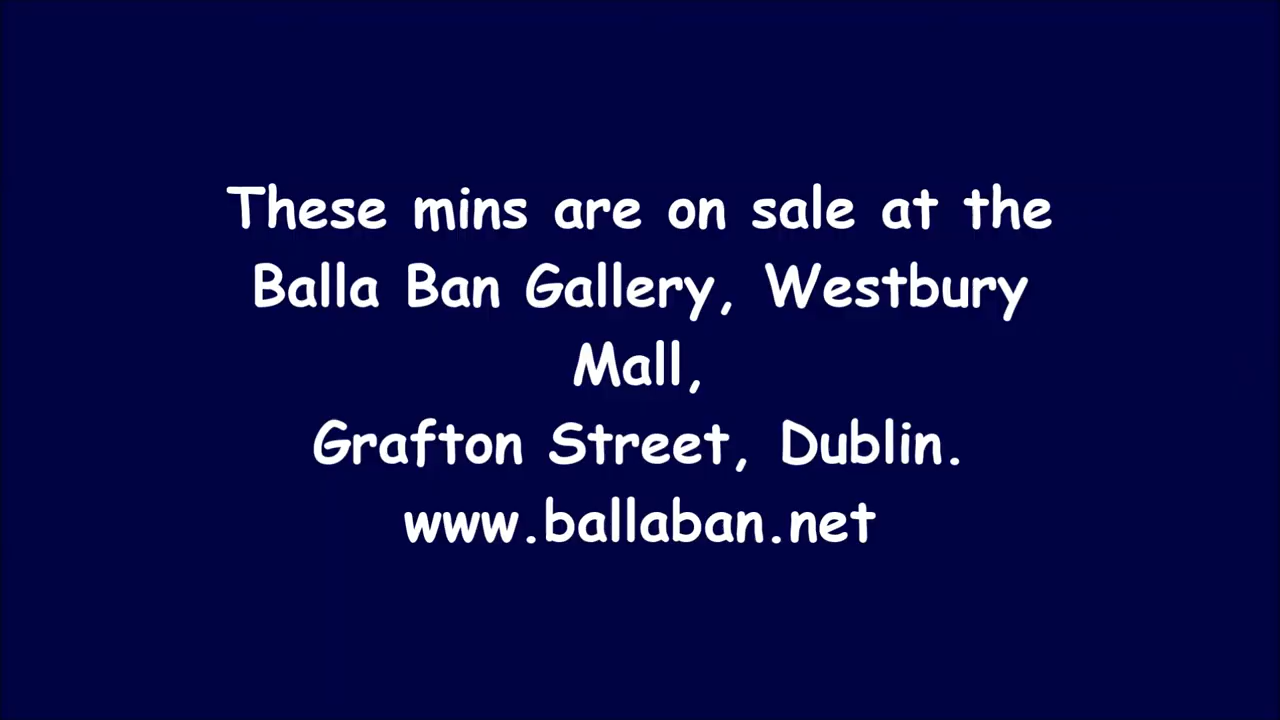 These mins are on sale at the
Balla Ban Gallery, Westbury
Mall,
Grafton Street, Dublin.
www.ballaban.net